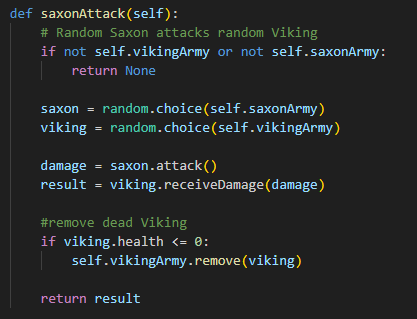 def saxonAttack(self):
    # Random Saxon attacks random Viking
    if not self.vikingArmy or not self.saxonArmy:
        return None

    saxon = random.choice(self.saxonArmy)
    viking = random.choice(self.vikingArmy)

    damage = saxon.attack()
    result = viking.receiveDamage(damage)

    #remove dead Viking
    if viking.health <= 0:
        self.vikingArmy.remove(viking)

    return result